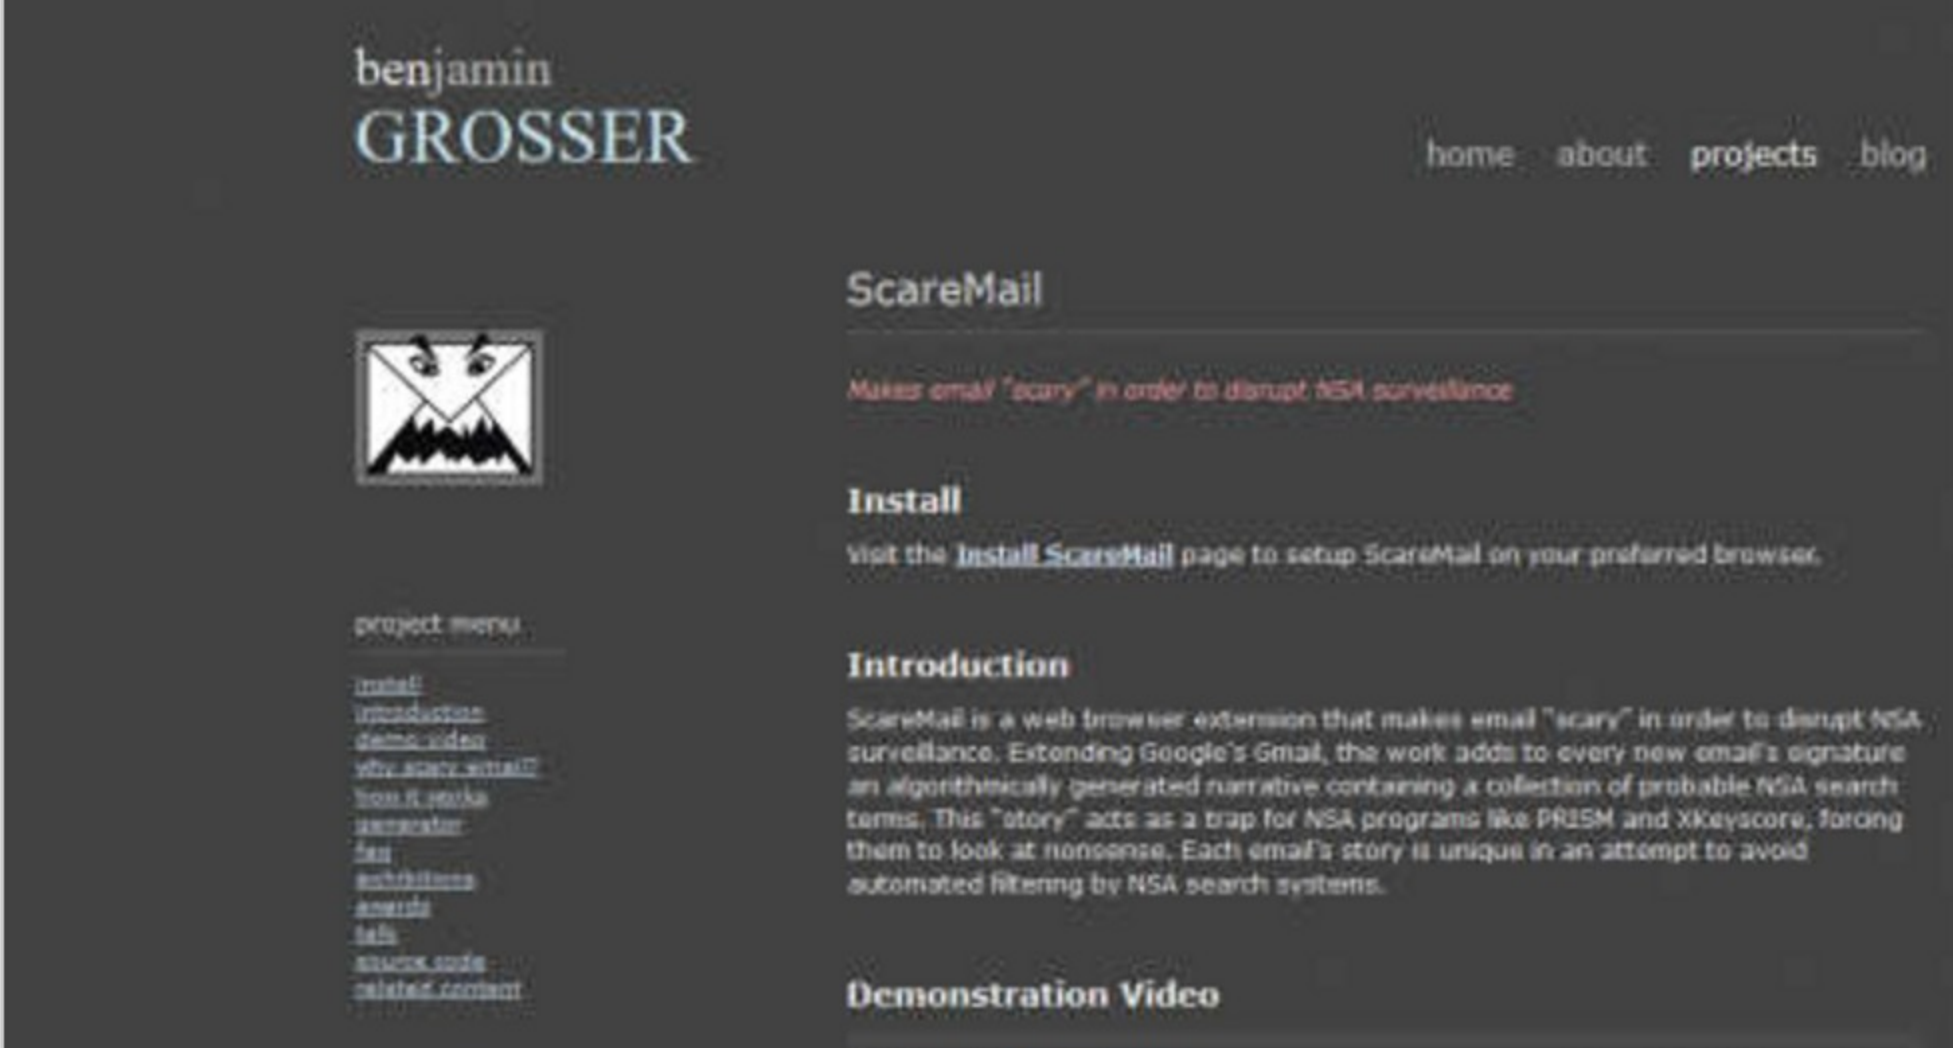 benjamin
GROSSER
home about projects blog
ScareMail
Makes email "scary" in order to disrupt NSA surveillance
Install
Visit the Install ScareMail page to setup ScareMail on your preferred browser.
project menu
install
introduction
demo video
why scary email?
how it works
generator
faq
exhibitions
awards
talk
source code
related content
Introduction
ScareMail is a web browser extension that makes email "scary" in order to disrupt NSA
surveillance. Extending Google's Gmail, the work adds to every new email's signature
an algorithmically generated narrative containing a collection of probable NSA search
terms. This "story" acts as a trap for NSA programs like PRISM and XKeyscore, forcing
them to look at nonsense. Each email's story is unique in an attempt to avoid
automated filtering by NSA search systems.
Demonstration Video